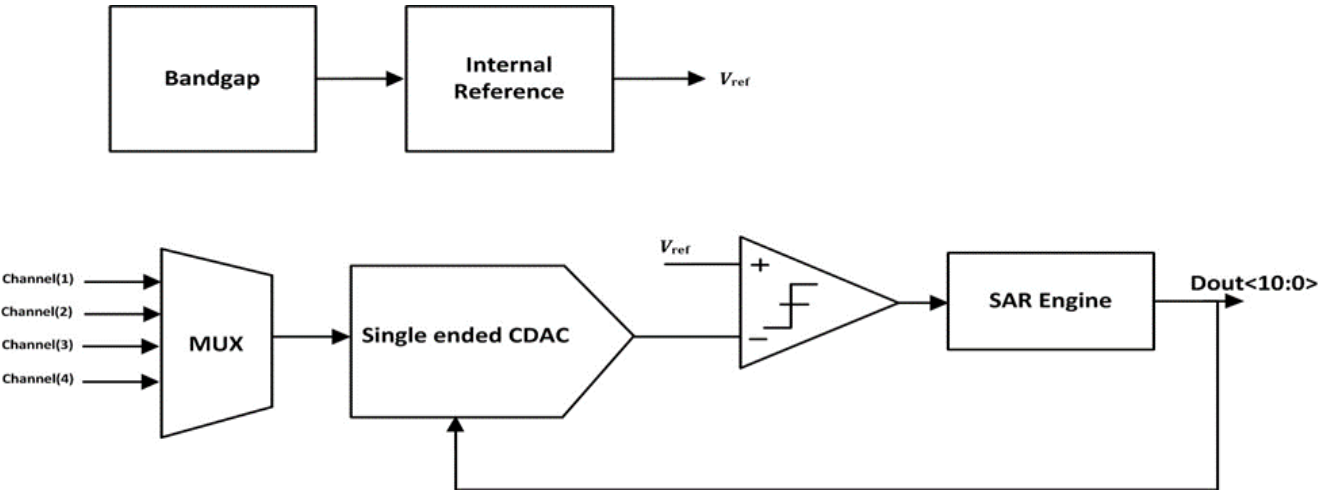 Bandgap
Internal
Reference
Vref
Channel(1)
Channel(2)
Channel(3)
Channel(4)
MUX
Single ended CDAC
Vref
+
−
SAR Engine
Dout<10:0>